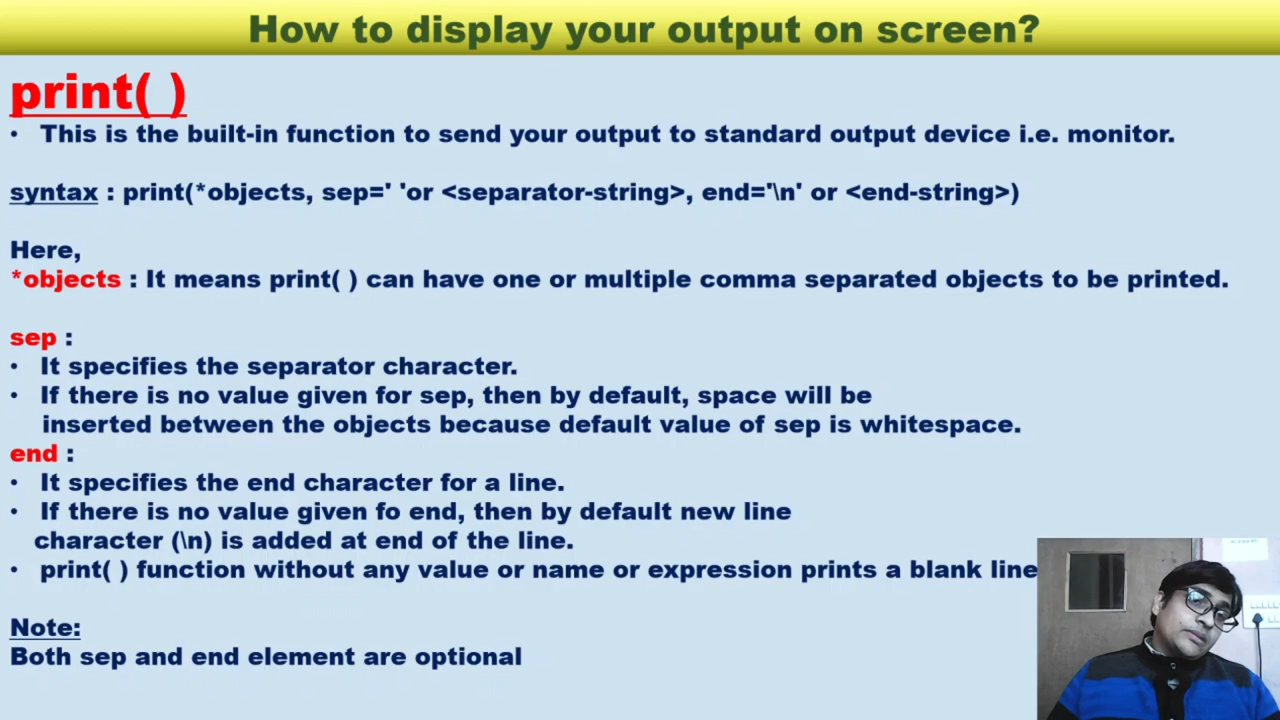 How to display your output on screen?
print( )
• This is the built-in function to send your output to standard output device i.e. monitor.
syntax : print(*objects, sep=' 'or <separator-string>, end='\n' or <end-string>)
Here,
*objects : It means print( ) can have one or multiple comma separated objects to be printed.
sep :
• It specifies the separator character.
• If there is no value given for sep, then by default, space will be
inserted between the objects because default value of sep is whitespace.
end :
• It specifies the end character for a line.
• If there is no value given fo end, then by default new line
character (\n) is added at end of the line.
• print( ) function without any value or name or expression prints a blank line
Note:
Both sep and end element are optional